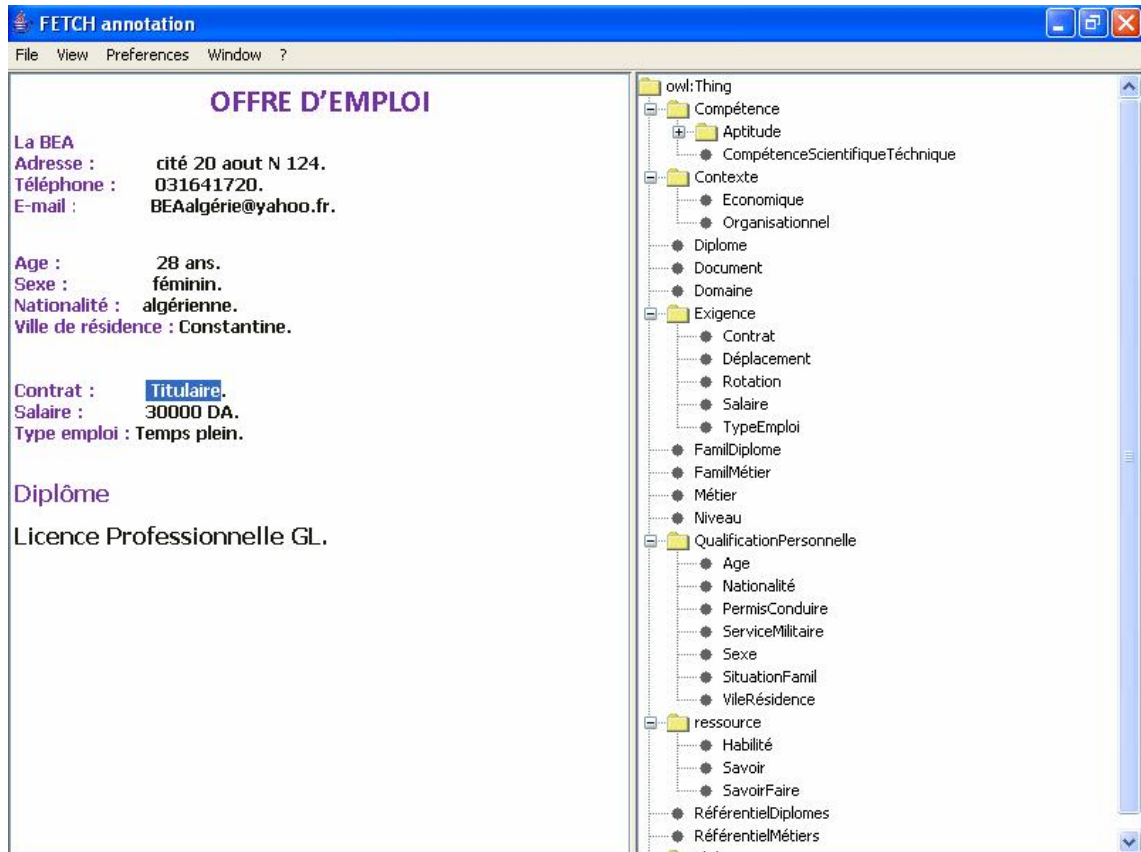 FETCH annotation
File View Preferences Window ?
OFFRE D'EMPLOI
La BEA
Adresse : cité 20 aout N 124.
Téléphone : 031641720.
E-mail : BEAalgérie@yahoo.fr.
Age : 28 ans.
Sexe : féminin.
Nationalité : algérienne.
Ville de résidence : Constantine.
Contrat : Titulaire.
Salaire : 30000 DA.
Type emploi : Temps plein.
Diplôme
Licence Professionnelle GL.
owl:Thing
Compétence
Aptitude
CompétenceScientifiqueTéchnique
Contexte
Economique
Organisationnel
Diplome
Document
Domaine
Exigence
Contrat
Déplacement
Rotation
Salaire
TypeEmploi
FamilDiplome
FamilMétier
Métier
Niveau
QualificationPersonnelle
Age
Nationalité
PermisConduire
ServiceMilitaire
Sexe
SituationFamil
VileRésidence
ressource
Habilité
Savoir
SavoirFaire
RéférentielDiplomes
RéférentielMétiers